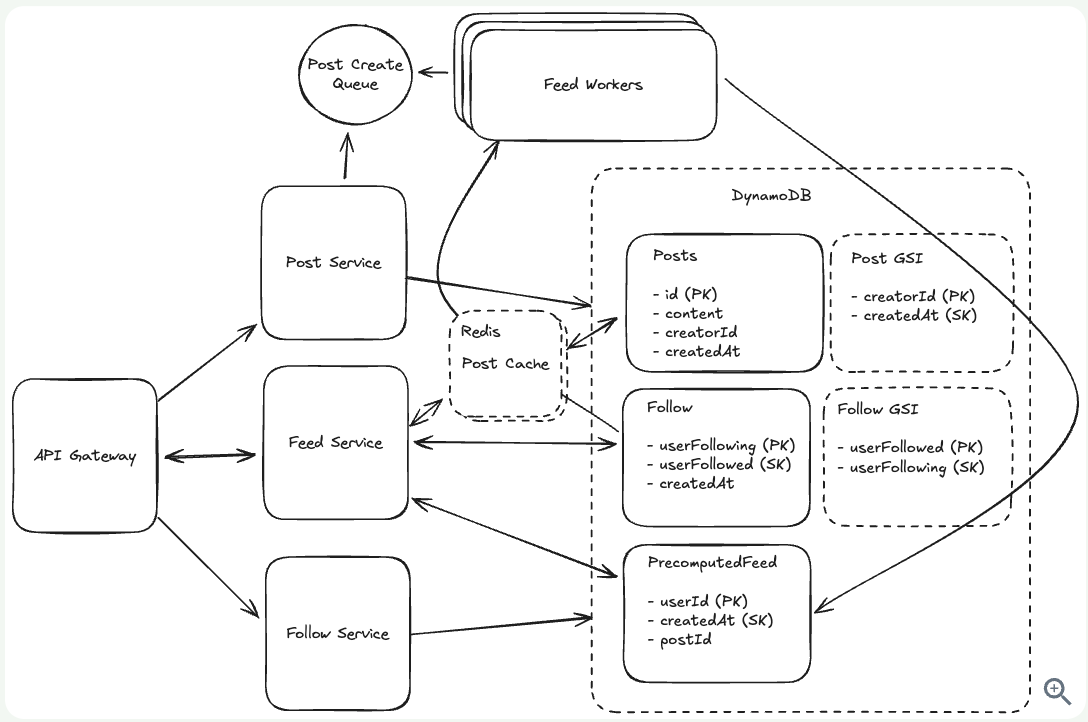 Post Create
Queue
Feed Workers
DynamoDB
Post Service
Posts
- id (PK)
- content
- creatorId
- createdAt
Post GSI
- creatorId (PK)
- createdAt (SK)
Redis
Post Cache
API Gateway
Feed Service
Follow
- userFollowing (PK)
- userFollowed (SK)
- createdAt
Follow GSI
- userFollowed (PK)
- userFollowing (SK)
Follow Service
PrecomputedFeed
- userId (PK)
- createdAt (SK)
- postId